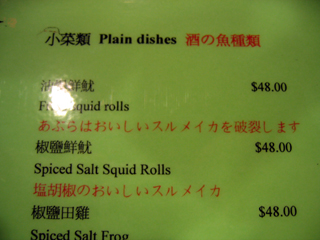 小菜類 Plain dishes 酒の魚種類
鮮魷 $48.00
squid rolls
あぶらはおいしいスルメイカを破裂します
椒鹽鮮魷 $48.00
Spiced Salt Squid Rolls
塩胡椒のおいしいスルメイカ
椒鹽田雞 $48.00
Spiced Salt Frog